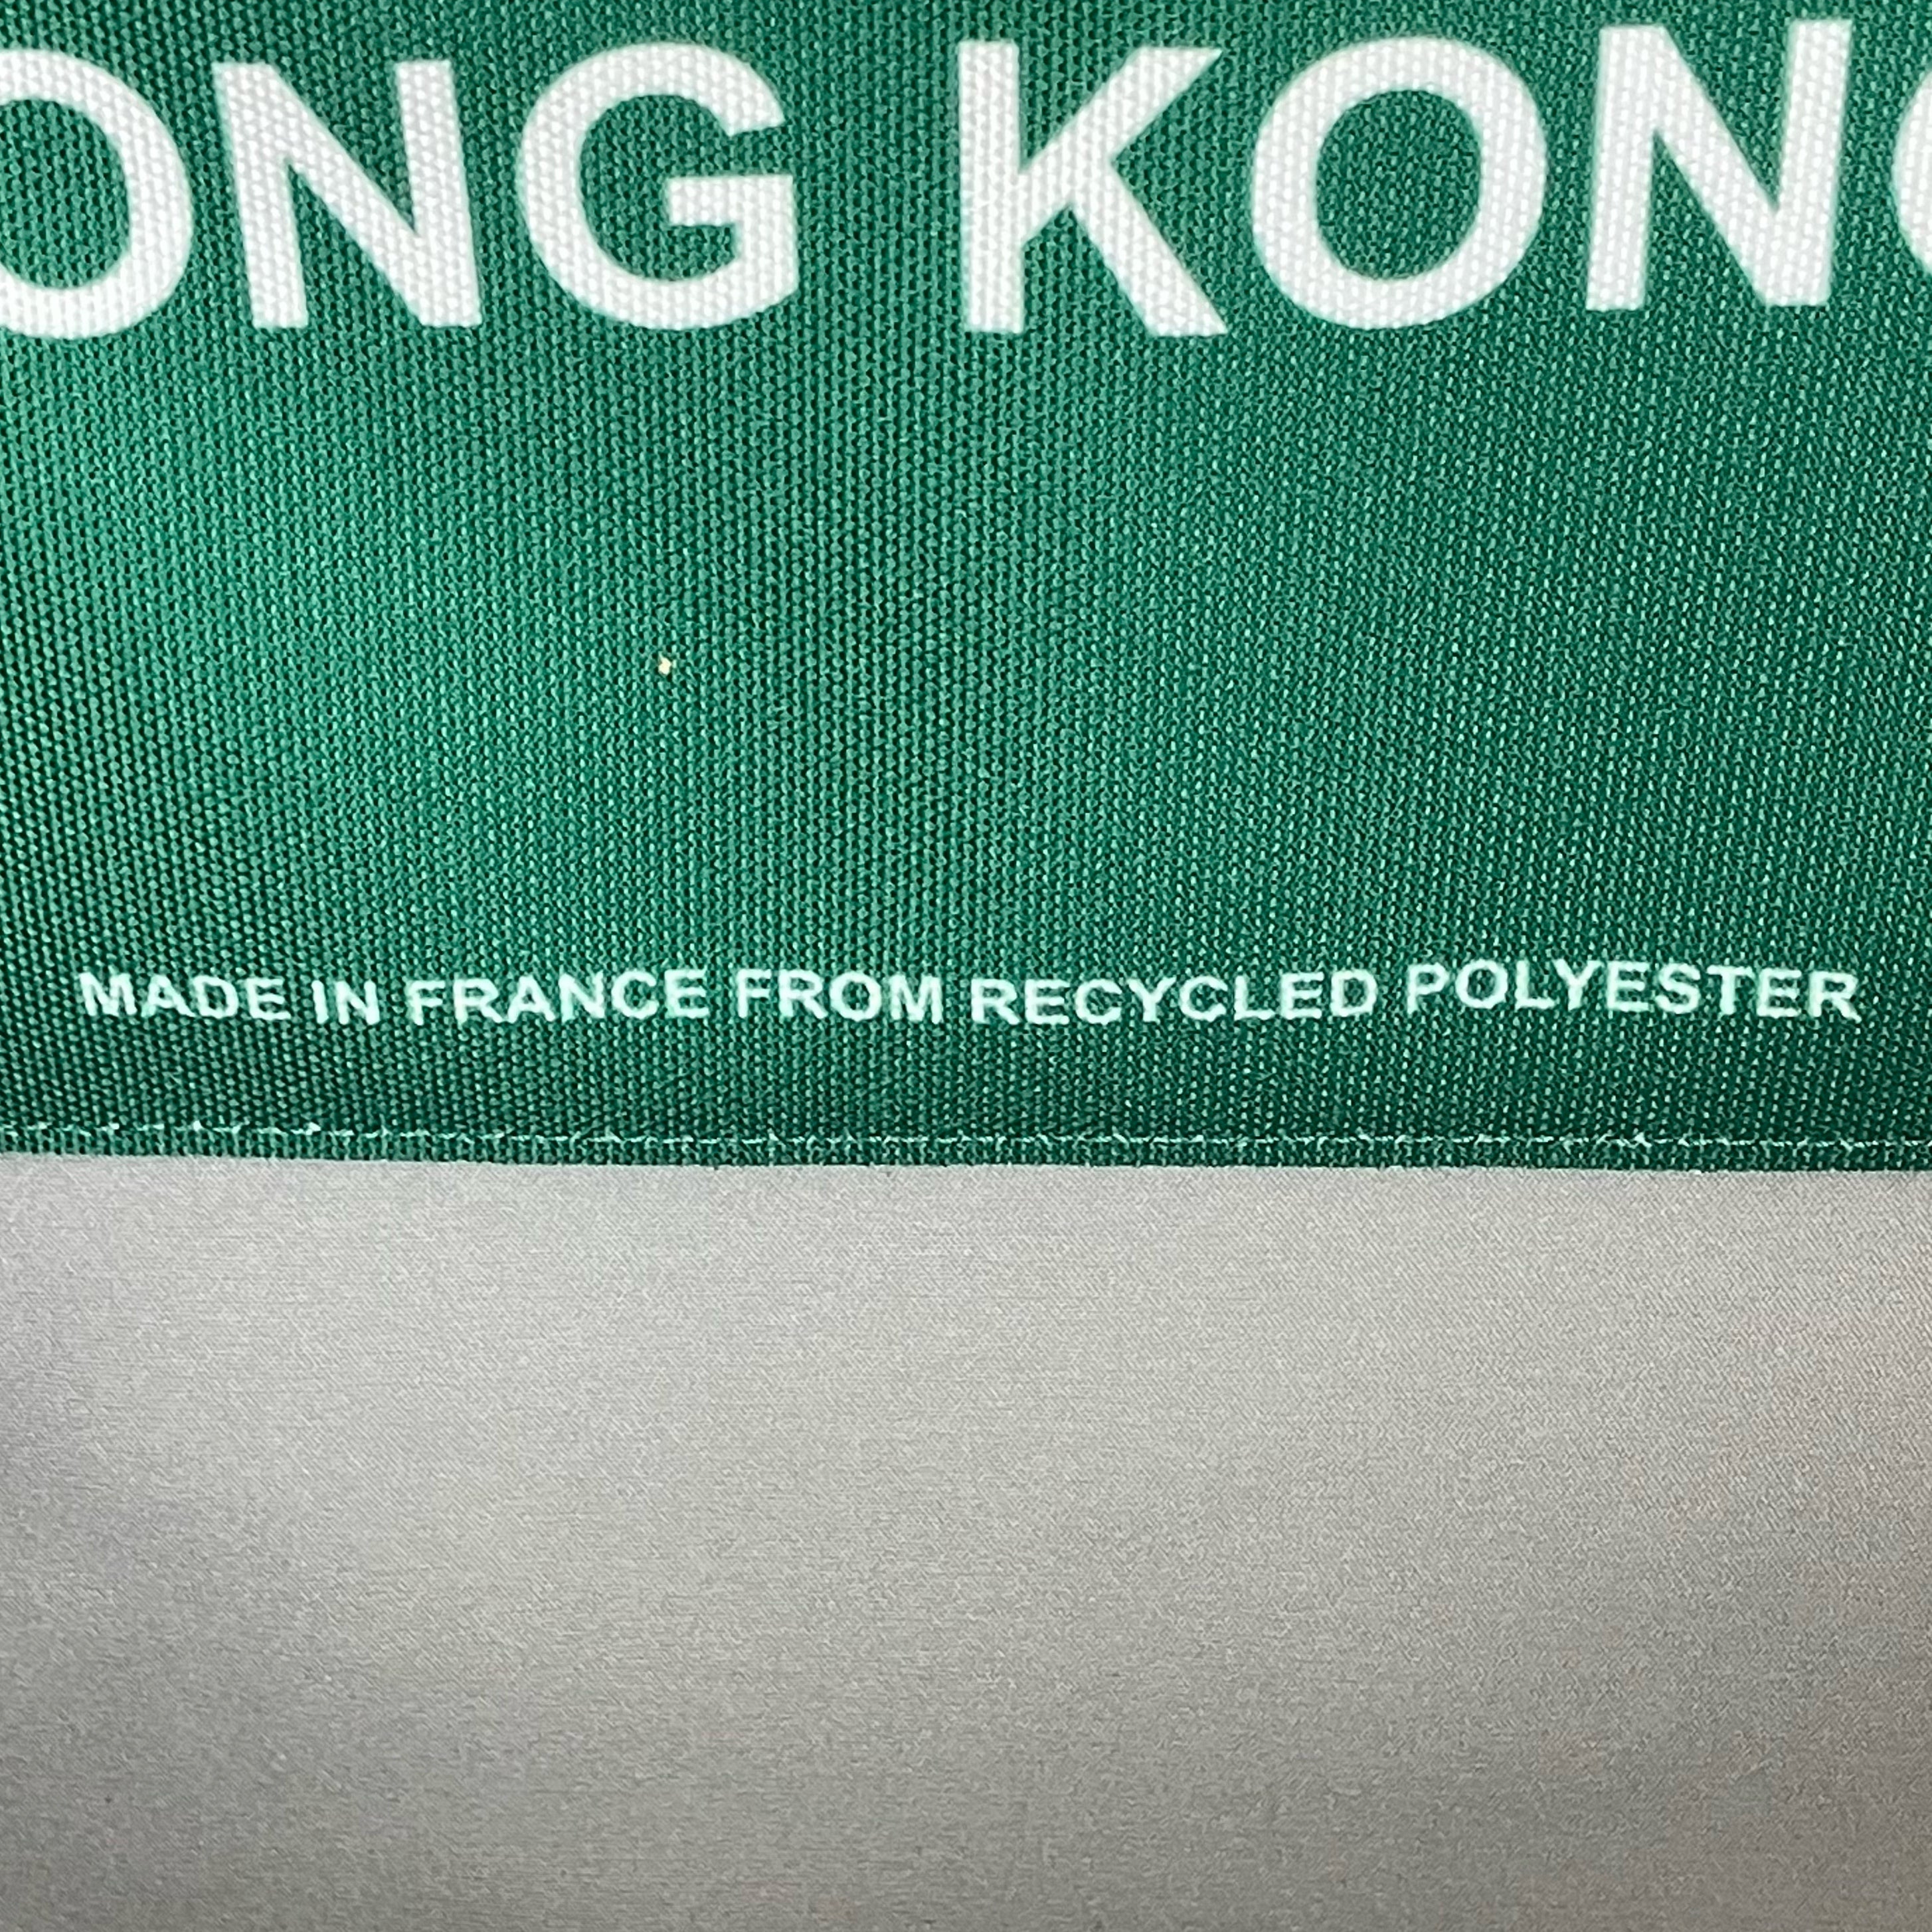 ONG KON
MADE IN FRANCE FROM RECYCLED POLYESTER